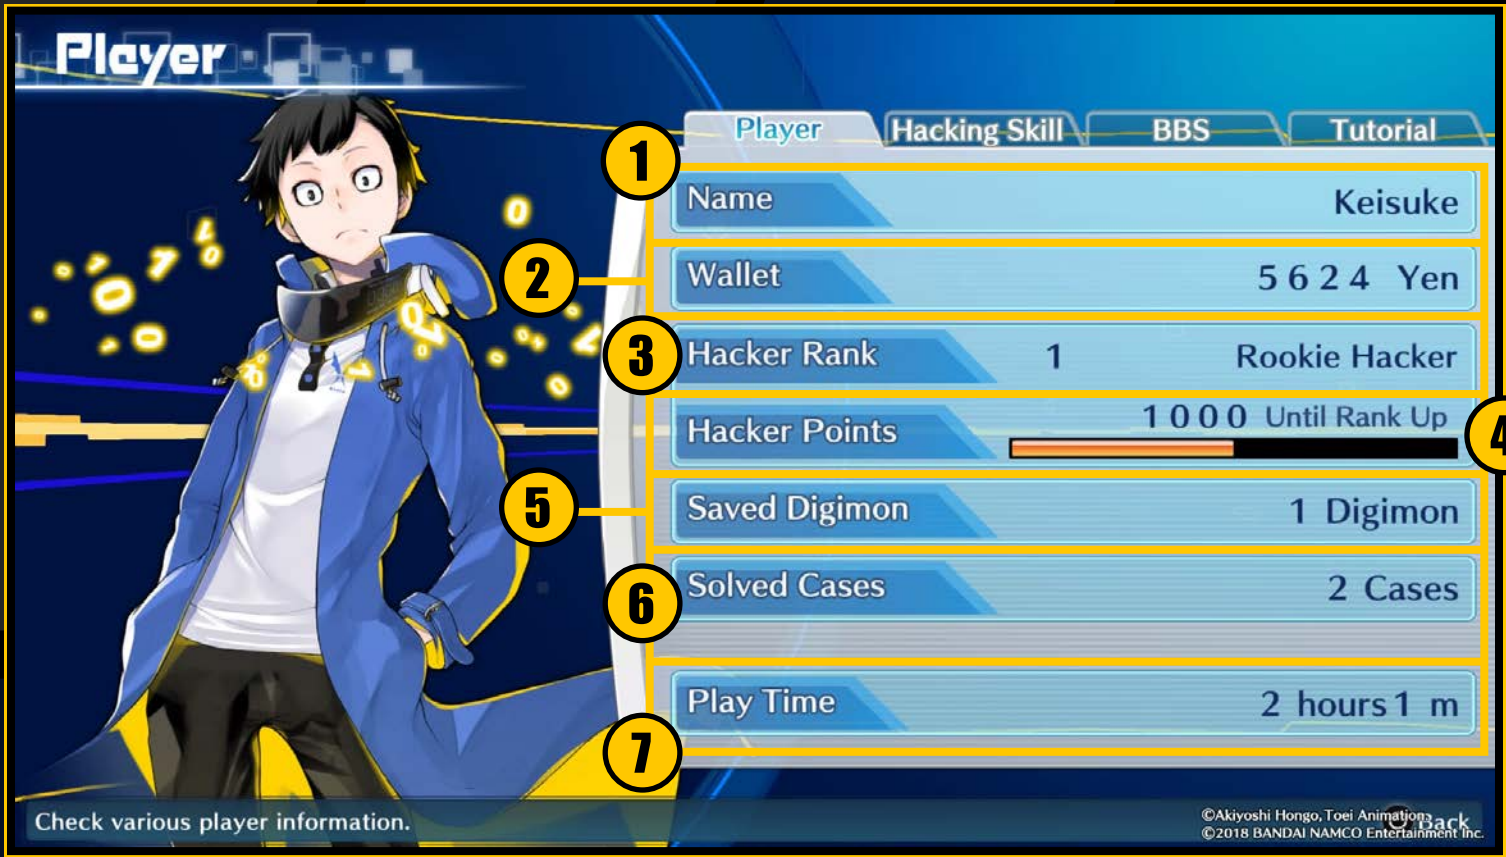 Player
Player Hacking Skill BBS Tutorial
1
Name Keisuke
2
Wallet 5624 Yen
3
Hacker Rank 1 Rookie Hacker
4
Hacker Points 1000 Until Rank Up
5
Saved Digimon 1 Digimon
6
Solved Cases 2 Cases
7
Play Time 2 hours 1 m
Check various player information.
©Akiyoshi Hongo, Toei Animation
Back
©2018 BANDAI NAMCO Entertainment Inc.